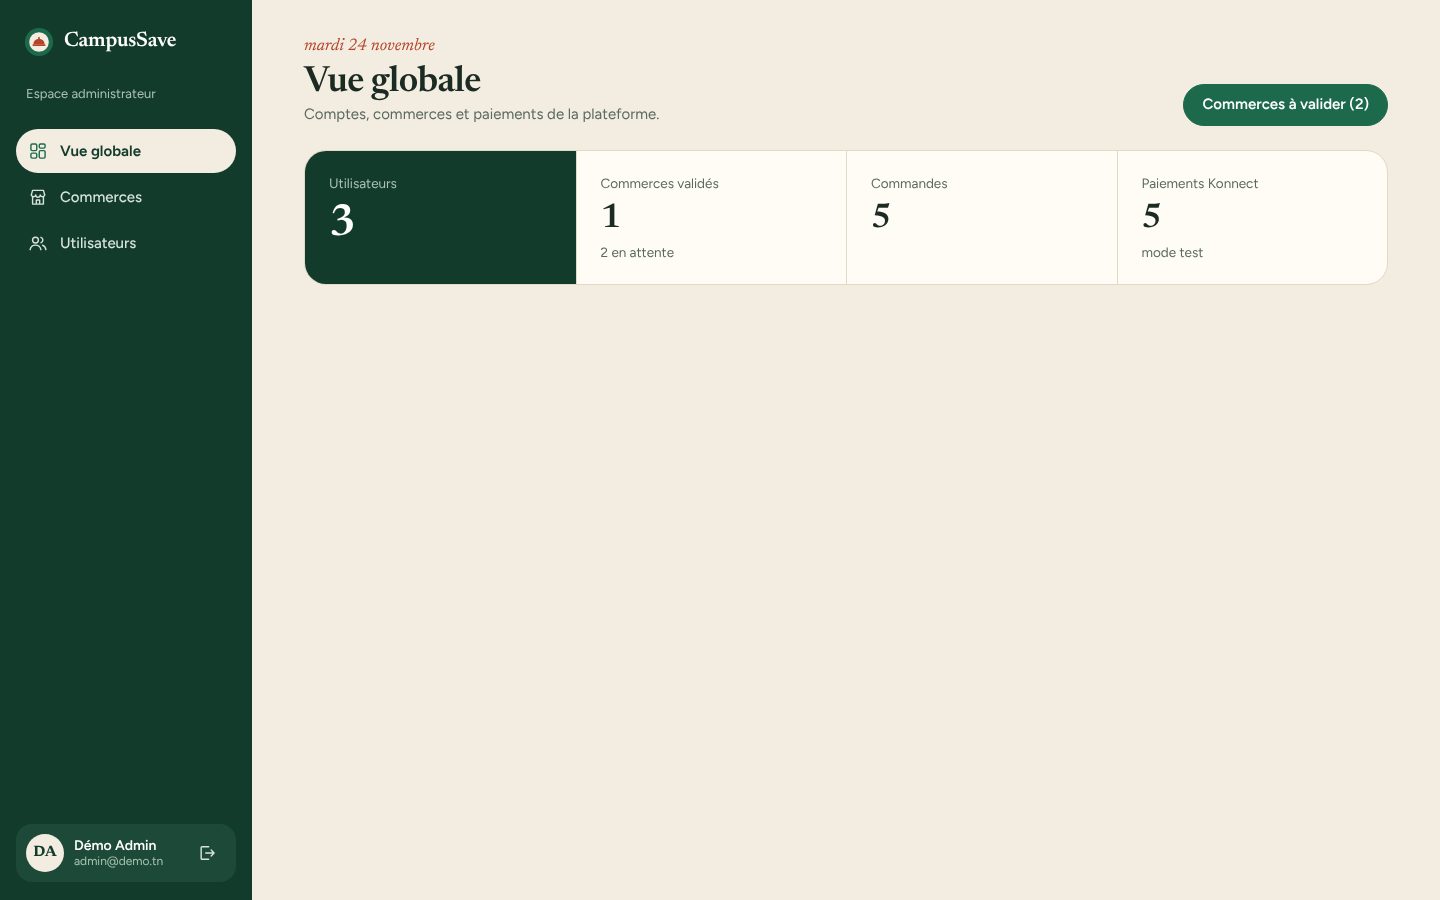 CampusSave
Espace administrateur
Vue globale
Commerces
Utilisateurs
DA
Démo Admin
admin@demo.tn
mardi 24 novembre
Vue globale
Comptes, commerces et paiements de la plateforme.
Commerces à valider (2)
Utilisateurs
3
Commerces validés
1
2 en attente
Commandes
5
Paiements Konnect
5
mode test